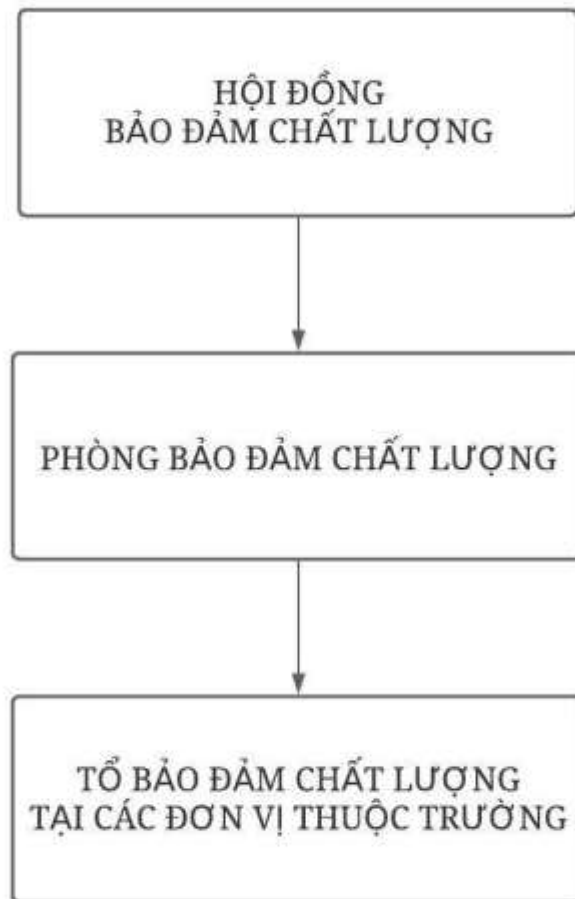 HỘI ĐỒNG
BẢO ĐẢM CHẤT LƯỢNG
PHÒNG BẢO ĐẢM CHẤT LƯỢNG
TỔ BẢO ĐẢM CHẤT LƯỢNG
TẠI CÁC ĐƠN VỊ THUỘC TRƯỜNG